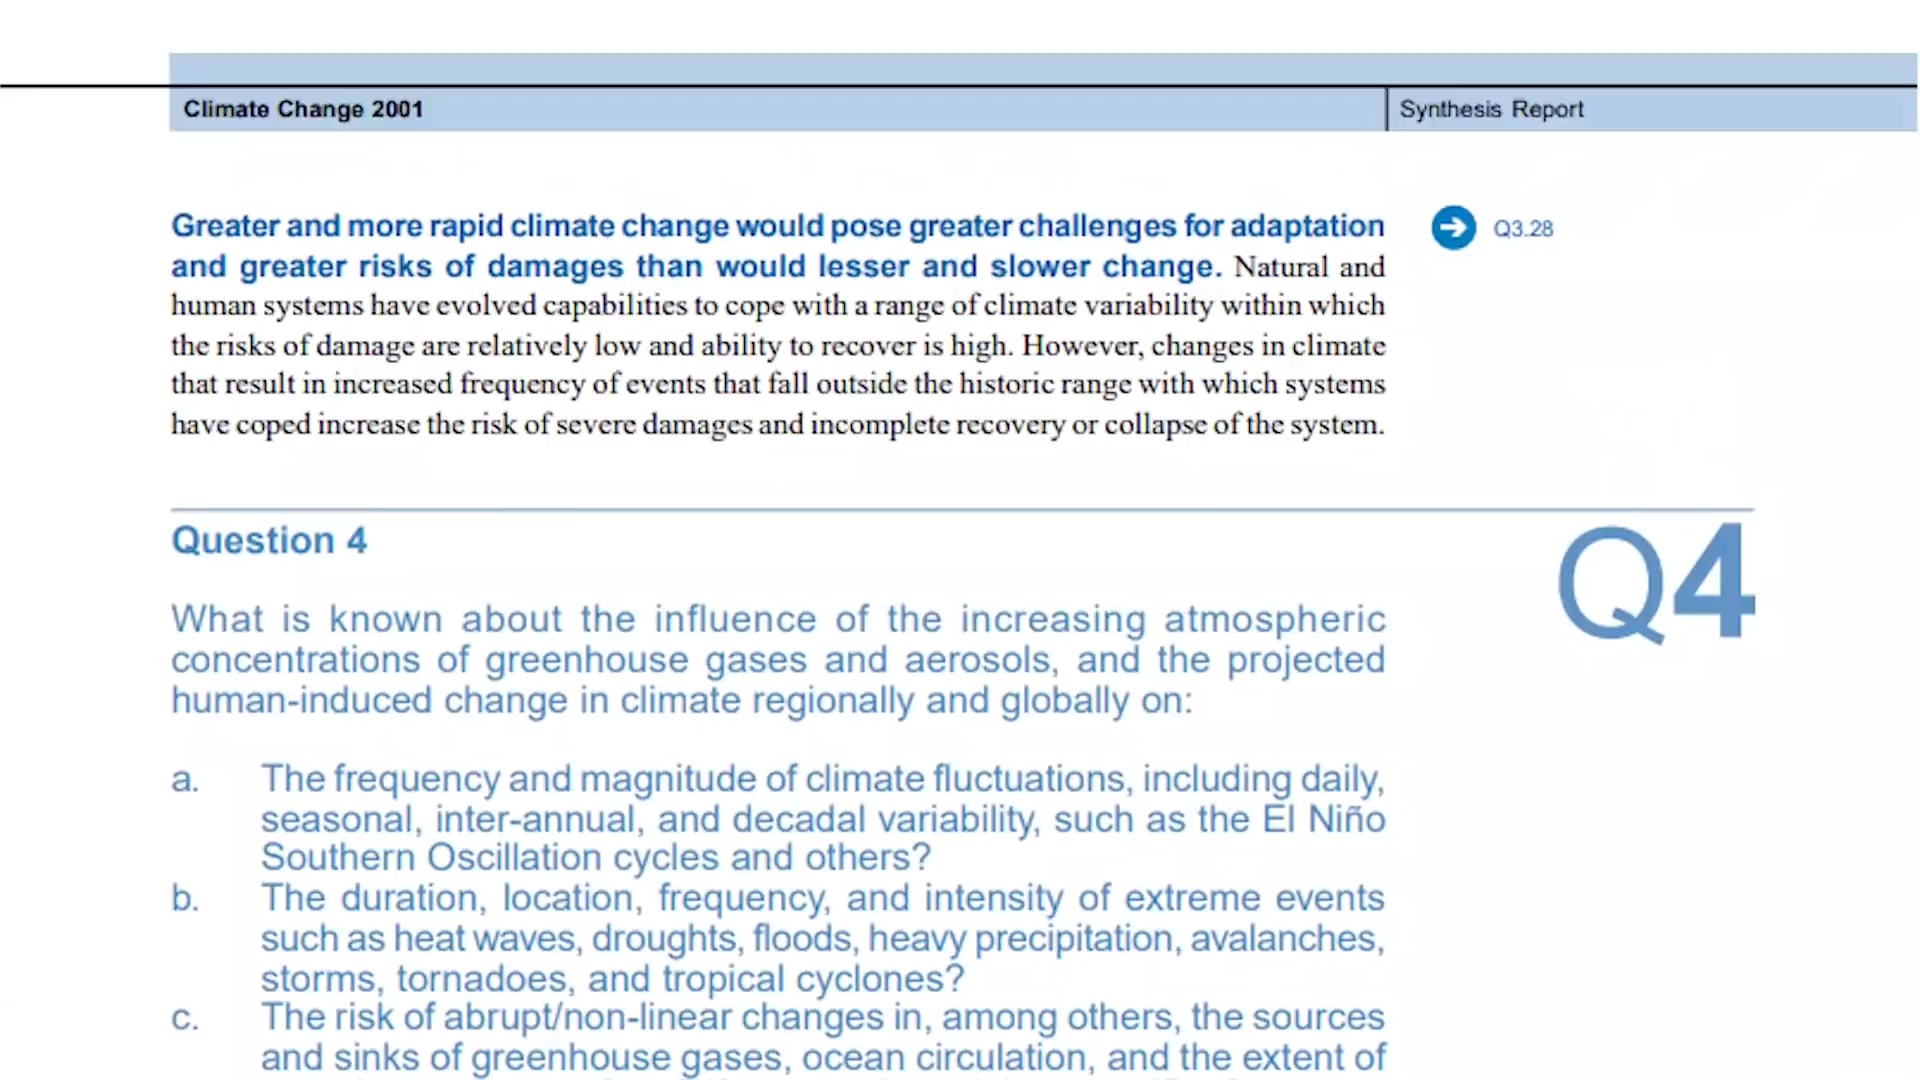 Climate Change 2001
Synthesis Report
Greater and more rapid climate change would pose greater challenges for adaptation
and greater risks of damages than would lesser and slower change. Natural and
human systems have evolved capabilities to cope with a range of climate variability within which
the risks of damage are relatively low and ability to recover is high. However, changes in climate
that result in increased frequency of events that fall outside the historic range with which systems
have coped increase the risk of severe damages and incomplete recovery or collapse of the system.
Q3.28
Question 4
Q4
What is known about the influence of the increasing atmospheric
concentrations of greenhouse gases and aerosols, and the projected
human-induced change in climate regionally and globally on:
a. The frequency and magnitude of climate fluctuations, including daily,
seasonal, inter-annual, and decadal variability, such as the El Niño
Southern Oscillation cycles and others?
b. The duration, location, frequency, and intensity of extreme events
such as heat waves, droughts, floods, heavy precipitation, avalanches,
storms, tornadoes, and tropical cyclones?
c. The risk of abrupt/non-linear changes in, among others, the sources
and sinks of greenhouse gases, ocean circulation, and the extent of